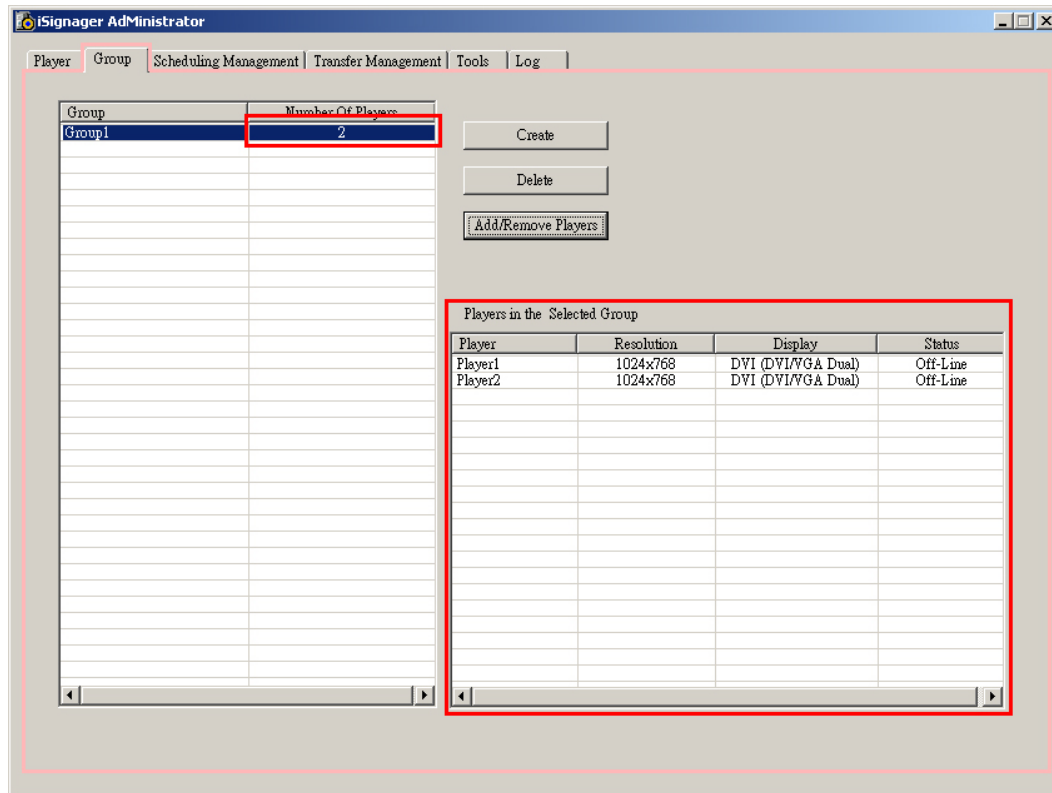 iSignager AdMinistrator
Player Group Scheduling Management Transfer Management Tools Log
Group Number Of Players
Group1 2
Create
Delete
Add/Remove Players
Players in the Selected Group
Player Resolution Display Status
Player1 1024x768 DVI (DVI/VGA Dual) Off-Line
Player2 1024x768 DVI (DVI/VGA Dual) Off-Line